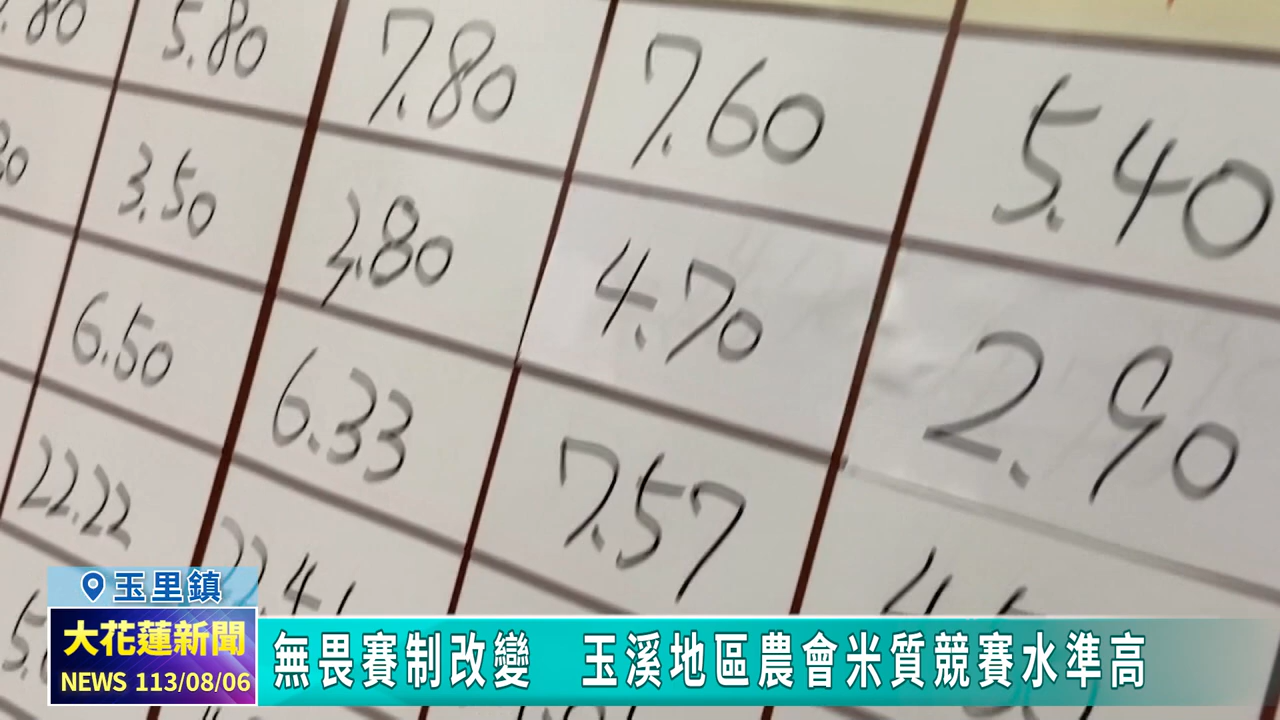 5.80 7.80 7.60 5.40
3.50 3.80 4.70 2.90
6.50 6.33 7.57
22.22
玉里鎮
大花蓮新聞
NEWS 113/08/06
無畏賽制改變 玉溪地區農會米質競賽水準高